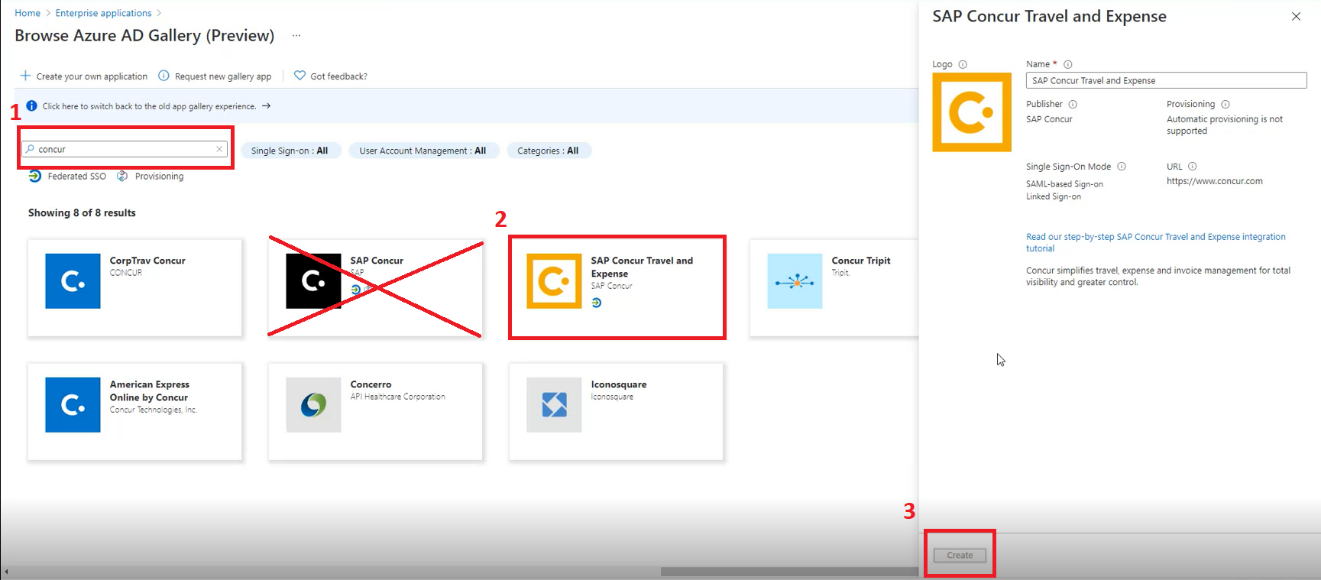 Home > Enterprise applications >
Browse Azure AD Gallery (Preview) ...
+ Create your own application
Request new gallery app
Got feedback?
1
Click here to switch back to the old app gallery experience. →
concur
Single Sign-on : All
User Account Management : All
Categories : All
Federated SSO
Provisioning
Showing 8 of 8 results
CorpTrav Concur
CONCUR
SAP Concur
SAP
2
SAP Concur Travel and
Expense
SAP Concur
Concur Tripit
Tripit.
American Express
Online by Concur
Concur Technologies, Inc.
Concerro
API Healthcare Corporation
Iconosquare
Iconosquare
SAP Concur Travel and Expense
Logo
Name *
SAP Concur Travel and Expense
Publisher
SAP Concur
Provisioning
Automatic provisioning is not
supported
Single Sign-On Mode
SAML-based Sign-on
Linked Sign-on
URL
https://www.concur.com
Read our step-by-step SAP Concur Travel and Expense integration
tutorial
Concur simplifies travel, expense and invoice management for total
visibility and greater control.
3
Create